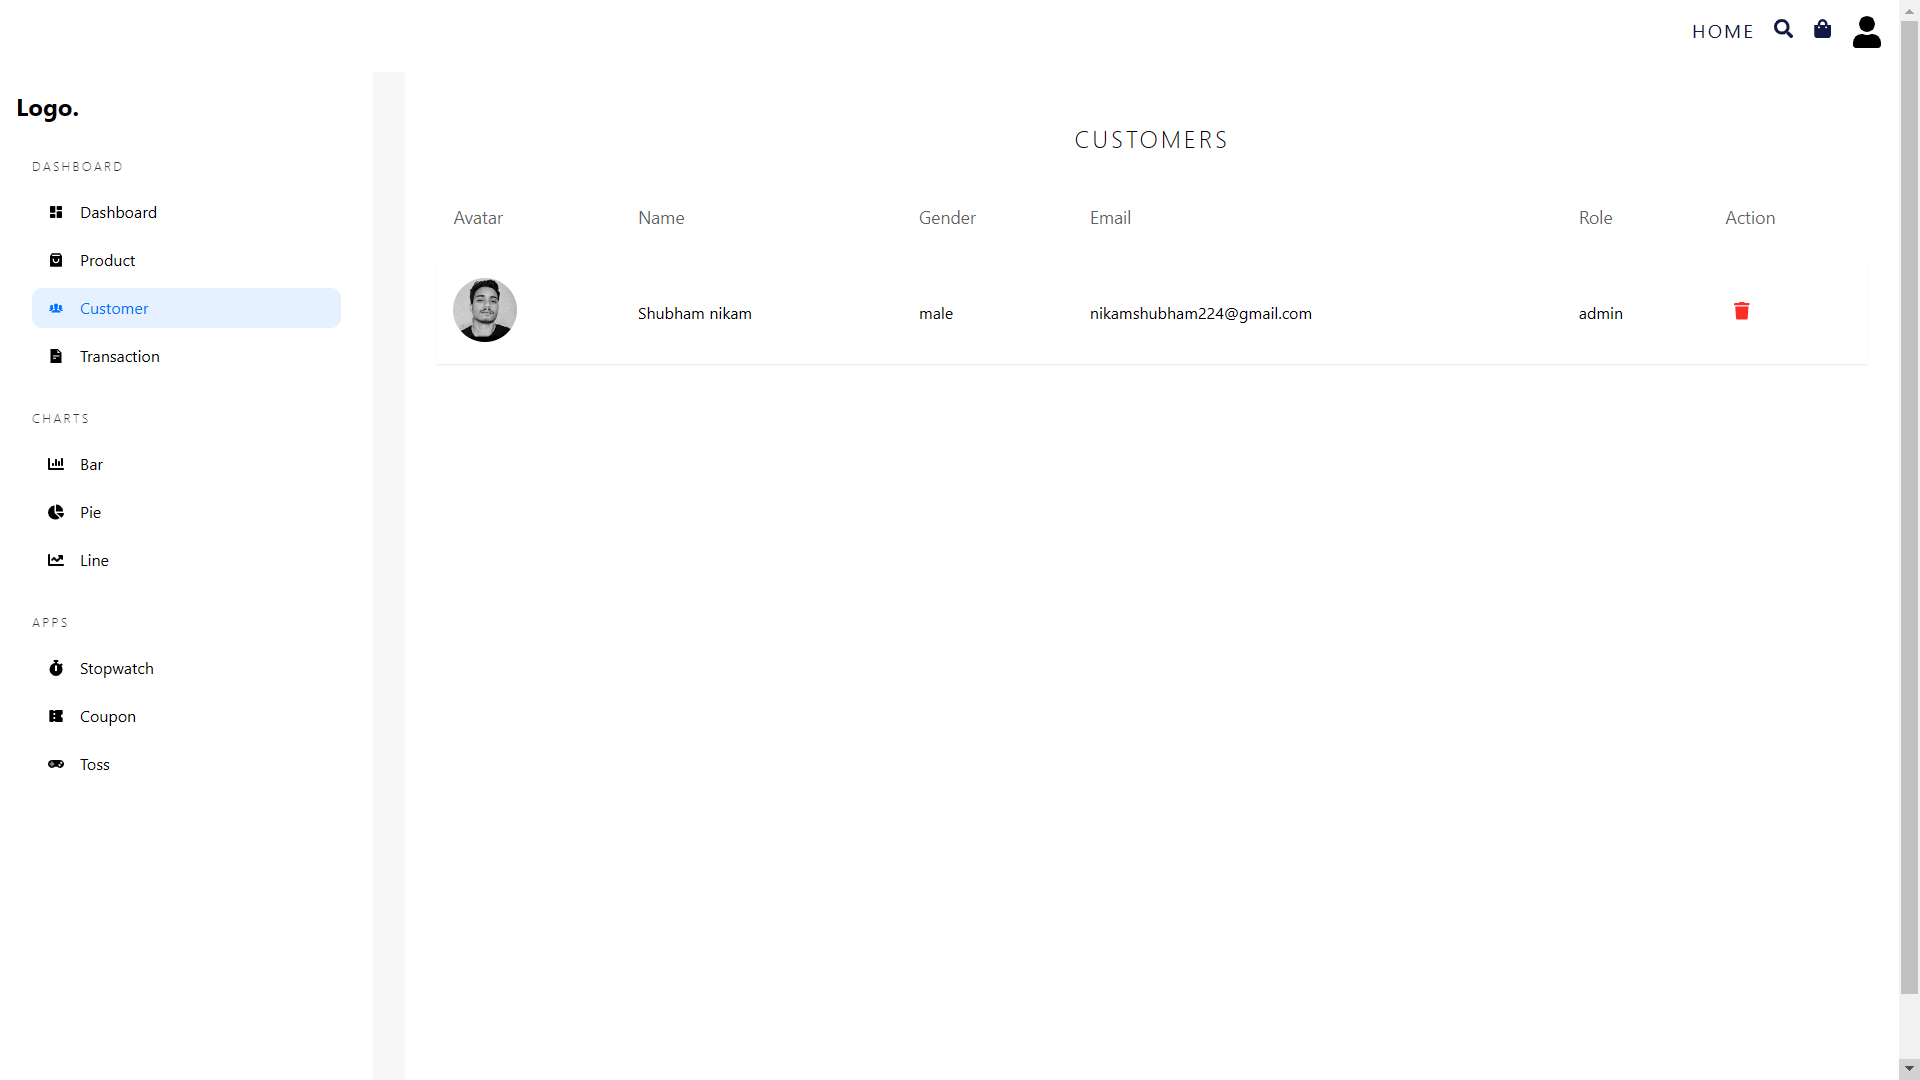 HOME
Logo.
DASHBOARD
Dashboard
Product
Customer
Transaction
CHARTS
Bar
Pie
Line
APPS
Stopwatch
Coupon
Toss
CUSTOMERS
Avatar Name Gender Email Role Action
Shubham nikam male nikamshubham224@gmail.com admin